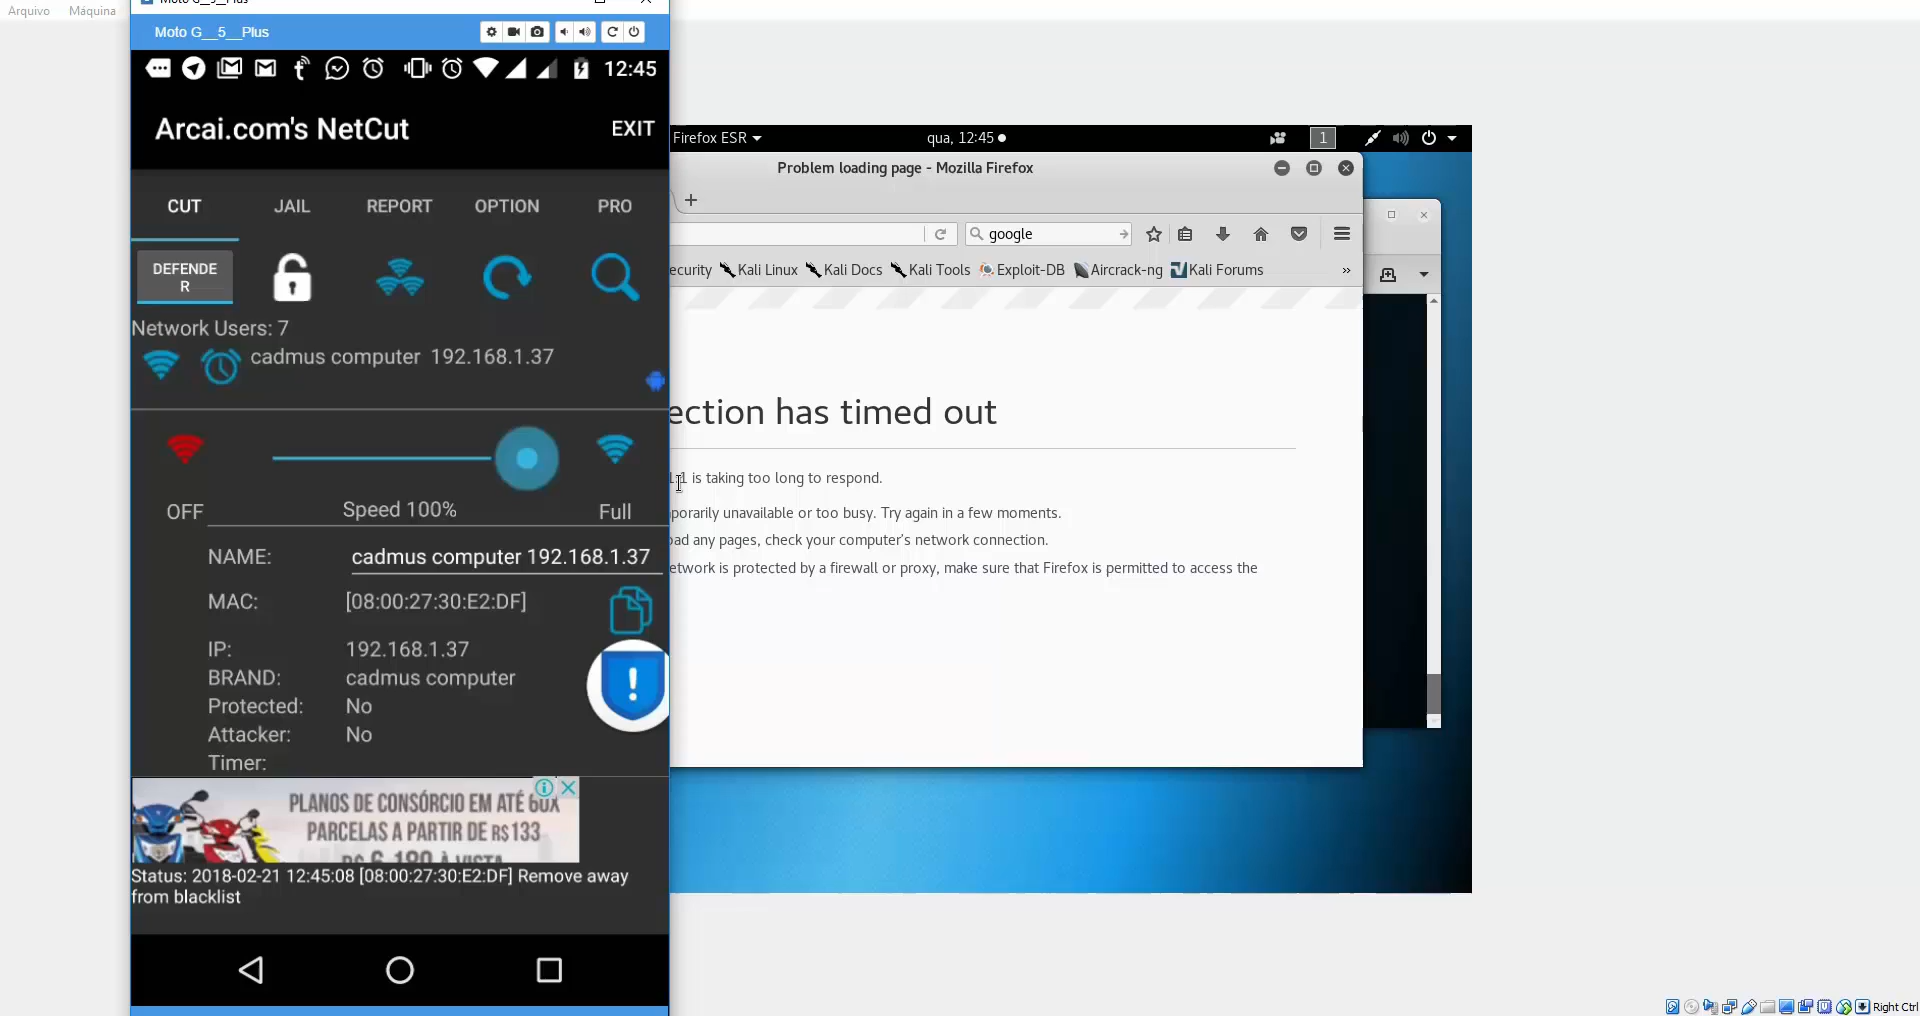 Arquivo Máquina
Moto G__5__Plus
Moto G__5__Plus
12:45
Arcai.com's NetCut EXIT
CUT JAIL REPORT OPTION PRO
DEFENDE
R
Network Users: 7
cadmus computer 192.168.1.37
OFF Speed 100% Full
NAME: cadmus computer 192.168.1.37
MAC: [08:00:27:30:E2:DF]
IP: 192.168.1.37
BRAND: cadmus computer
Protected: No
Attacker: No
Timer:
PLANOS DE CONSÓRCIO EM ATÉ 60X
PARCELAS A PARTIR DE R$133
R$ 6.190 À VISTA
Status: 2018-02-21 12:45:08 [08:00:27:30:E2:DF] Remove away
from blacklist
Firefox ESR qua, 12:45 1
Problem loading page - Mozilla Firefox
google
ecurity Kali Linux Kali Docs Kali Tools Exploit-DB Aircrack-ng Kali Forums »
ection has timed out
is taking too long to respond.
porarily unavailable or too busy. Try again in a few moments.
oad any pages, check your computer's network connection.
etwork is protected by a firewall or proxy, make sure that Firefox is permitted to access the
Right Ctrl